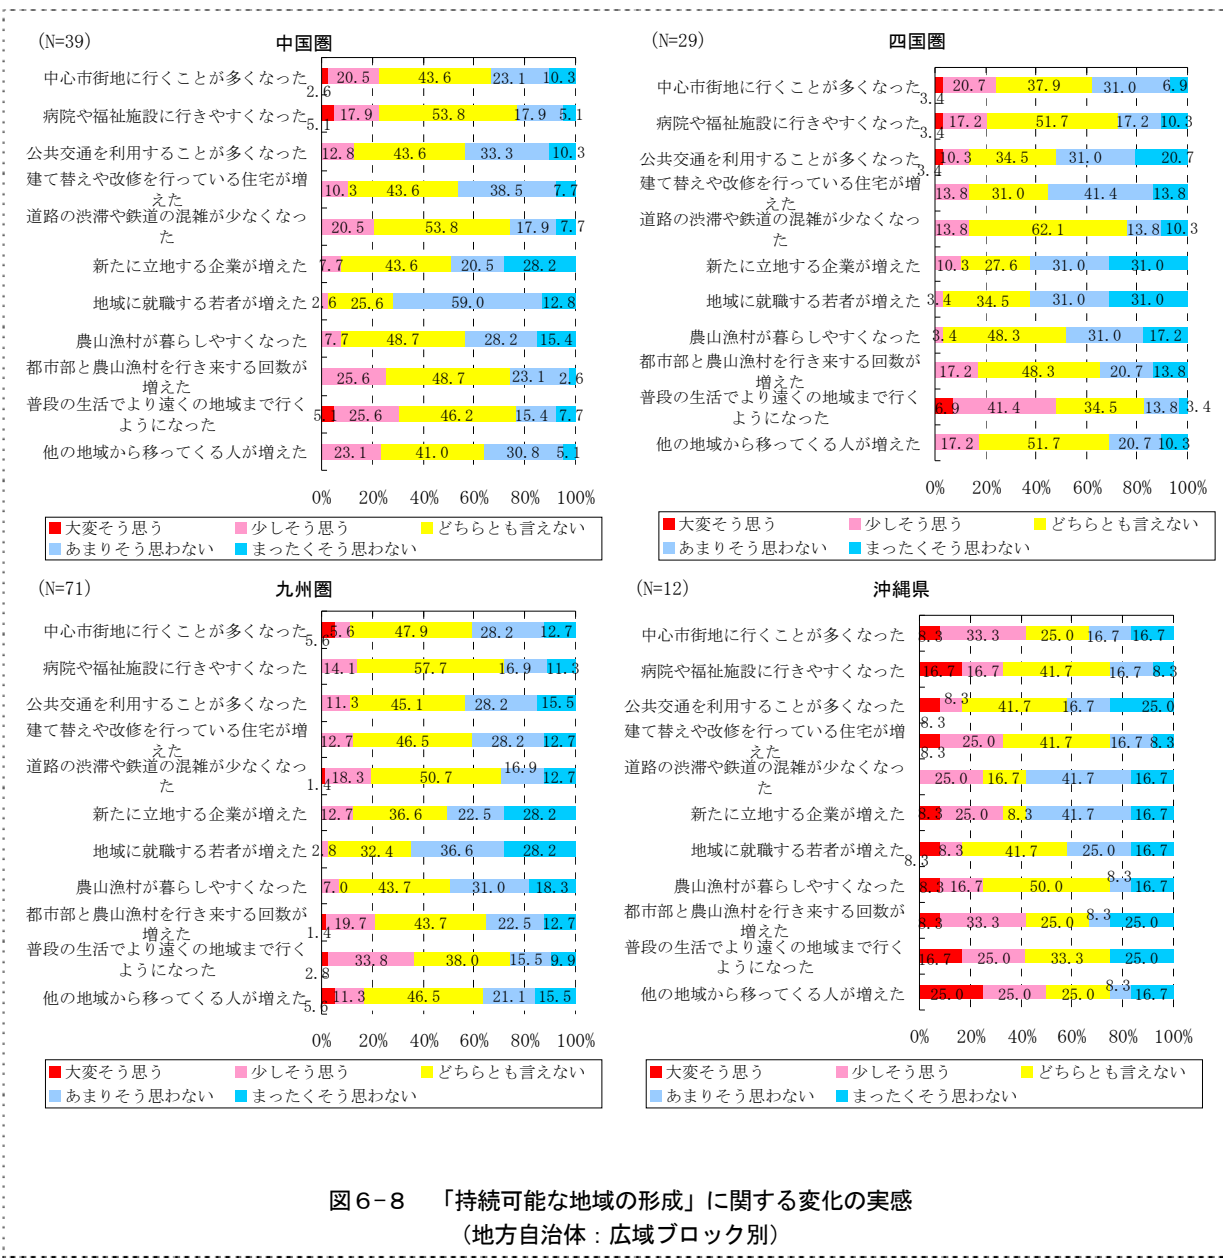 (N=39)
中国圏
中心市街地に行くことが多くなった
2.6 20.5 43.6 23.1 10.3
病院や福祉施設に行きやすくなった
5.1 17.9 53.8 17.9 5.1
公共交通を利用することが多くなった
12.8 43.6 33.3 10.3
建て替えや改修を行っている住宅が増
えた
10.3 43.6 38.5 7.7
道路の渋滞や鉄道の混雑が少なくなっ
た
20.5 53.8 17.9 7.7
新たに立地する企業が増えた
7.7 43.6 20.5 28.2
地域に就職する若者が増えた
2.6 25.6 59.0 12.8
農山漁村が暮らしやすくなった
7.7 48.7 28.2 15.4
都市部と農山漁村を行き来する回数が
増えた
25.6 48.7 23.1 2.6
普段の生活でより遠くの地域まで行く
ようになった
5.1 25.6 46.2 15.4 7.7
他の地域から移ってくる人が増えた
23.1 41.0 30.8 5.1
0% 20% 40% 60% 80% 100%
大変そう思う 少しそう思う どちらとも言えない
あまりそう思わない まったくそう思わない
(N=29)
四国圏
中心市街地に行くことが多くなった
3.4 20.7 37.9 31.0 6.9
病院や福祉施設に行きやすくなった
3.4 17.2 51.7 17.2 10.3
公共交通を利用することが多くなった
3.4 10.3 34.5 31.0 20.7
建て替えや改修を行っている住宅が増
えた
13.8 31.0 41.4 13.8
道路の渋滞や鉄道の混雑が少なくなっ
た
13.8 62.1 13.8 10.3
新たに立地する企業が増えた
10.3 27.6 31.0 31.0
地域に就職する若者が増えた
3.4 34.5 31.0 31.0
農山漁村が暮らしやすくなった
3.4 48.3 31.0 17.2
都市部と農山漁村を行き来する回数が
増えた
17.2 48.3 20.7 13.8
普段の生活でより遠くの地域まで行く
ようになった
6.9 41.4 34.5 13.8 3.4
他の地域から移ってくる人が増えた
17.2 51.7 20.7 10.3
0% 20% 40% 60% 80% 100%
大変そう思う 少しそう思う どちらとも言えない
あまりそう思わない まったくそう思わない
(N=71)
九州圏
中心市街地に行くことが多くなった
5.6 5.6 47.9 28.2 12.7
病院や福祉施設に行きやすくなった
14.1 57.7 16.9 11.3
公共交通を利用することが多くなった
11.3 45.1 28.2 15.5
建て替えや改修を行っている住宅が増
えた
12.7 46.5 28.2 12.7
道路の渋滞や鉄道の混雑が少なくなっ
た
1.4 18.3 50.7 16.9 12.7
新たに立地する企業が増えた
12.7 36.6 22.5 28.2
地域に就職する若者が増えた
2.8 32.4 36.6 28.2
農山漁村が暮らしやすくなった
7.0 43.7 31.0 18.3
都市部と農山漁村を行き来する回数が
増えた
1.4 19.7 43.7 22.5 12.7
普段の生活でより遠くの地域まで行く
ようになった
2.8 33.8 38.0 15.5 9.9
他の地域から移ってくる人が増えた
5.6 11.3 46.5 21.1 15.5
0% 20% 40% 60% 80% 100%
大変そう思う 少しそう思う どちらとも言えない
あまりそう思わない まったくそう思わない
(N=12)
沖縄県
中心市街地に行くことが多くなった
8.3 33.3 25.0 16.7 16.7
病院や福祉施設に行きやすくなった
16.7 16.7 41.7 16.7 8.3
公共交通を利用することが多くなった
8.3 8.3 41.7 16.7 25.0
建て替えや改修を行っている住宅が増
えた
8.3 25.0 41.7 16.7 8.3
道路の渋滞や鉄道の混雑が少なくなっ
た
25.0 16.7 41.7 16.7
新たに立地する企業が増えた
8.3 25.0 8.3 41.7 16.7
地域に就職する若者が増えた
8.3 8.3 41.7 25.0 16.7
農山漁村が暮らしやすくなった
8.3 16.7 50.0 8.3 16.7
都市部と農山漁村を行き来する回数が
増えた
8.3 33.3 25.0 8.3 25.0
普段の生活でより遠くの地域まで行く
ようになった
16.7 25.0 33.3 25.0
他の地域から移ってくる人が増えた
25.0 25.0 25.0 8.3 16.7
0% 20% 40% 60% 80% 100%
大変そう思う 少しそう思う どちらとも言えない
あまりそう思わない まったくそう思わない
図6-8 「持続可能な地域の形成」に関する変化の実感
(地方自治体:広域ブロック別)